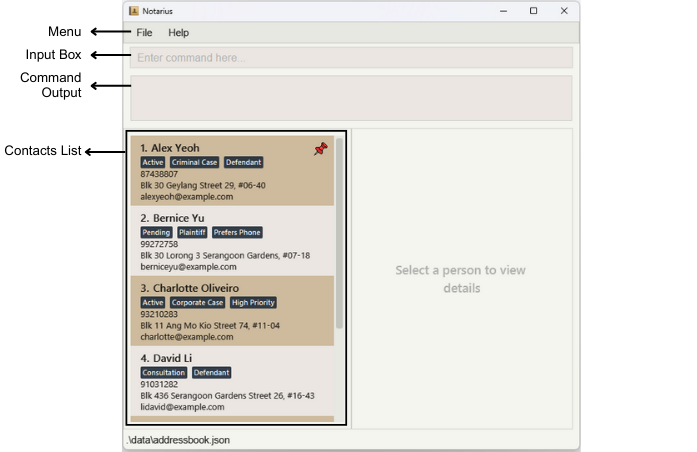 Notarius
Menu
File Help
Input Box
Enter command here...
Command
Output
Contacts List
1. Alex Yeoh
Active Criminal Case Defendant
87438807
Blk 30 Geylang Street 29, #06-40
alexyeoh@example.com
2. Bernice Yu
Pending Plaintiff Prefers Phone
99272758
Blk 30 Lorong 3 Serangoon Gardens, #07-18
berniceyu@example.com
3. Charlotte Oliveiro
Active Corporate Case High Priority
93210283
Blk 11 Ang Mo Kio Street 74, #11-04
charlotte@example.com
4. David Li
Consultation Defendant
91031282
Blk 436 Serangoon Gardens Street 26, #16-43
lidavid@example.com
Select a person to view
details
.\data\addressbook.json